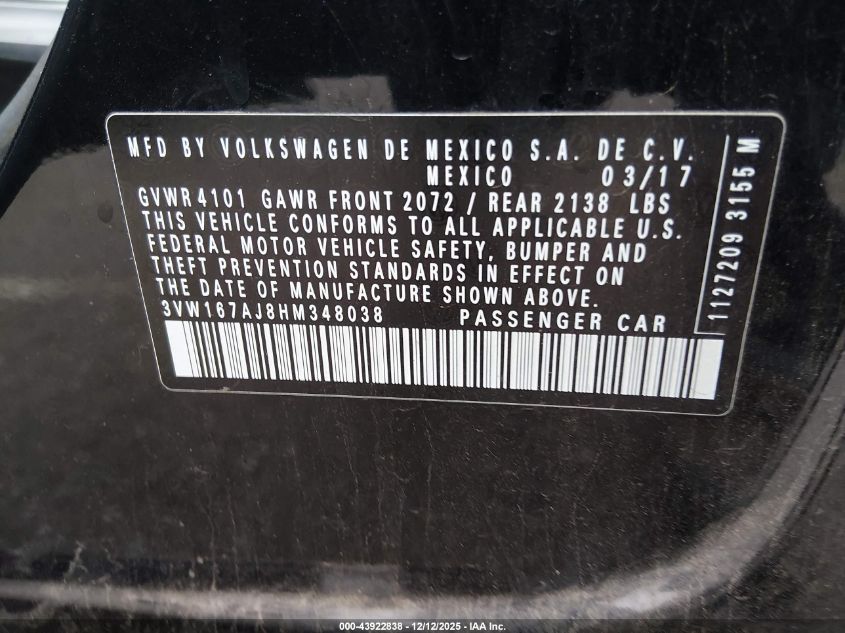 MFD BY VOLKSWAGEN DE MEXICO S.A. DE C.V.
MEXICO 03/17
GVWR 4101 GAWR FRONT 2072 / REAR 2138 LBS
THIS VEHICLE CONFORMS TO ALL APPLICABLE U.S.
FEDERAL MOTOR VEHICLE SAFETY, BUMPER AND
THEFT PREVENTION STANDARDS IN EFFECT ON
THE DATE OF MANUFACTURE SHOWN ABOVE.
3VW167AJ8HM348038 PASSENGER CAR
1127209 3155 M
000-43922838 - 12/12/2025 - IAA Inc.